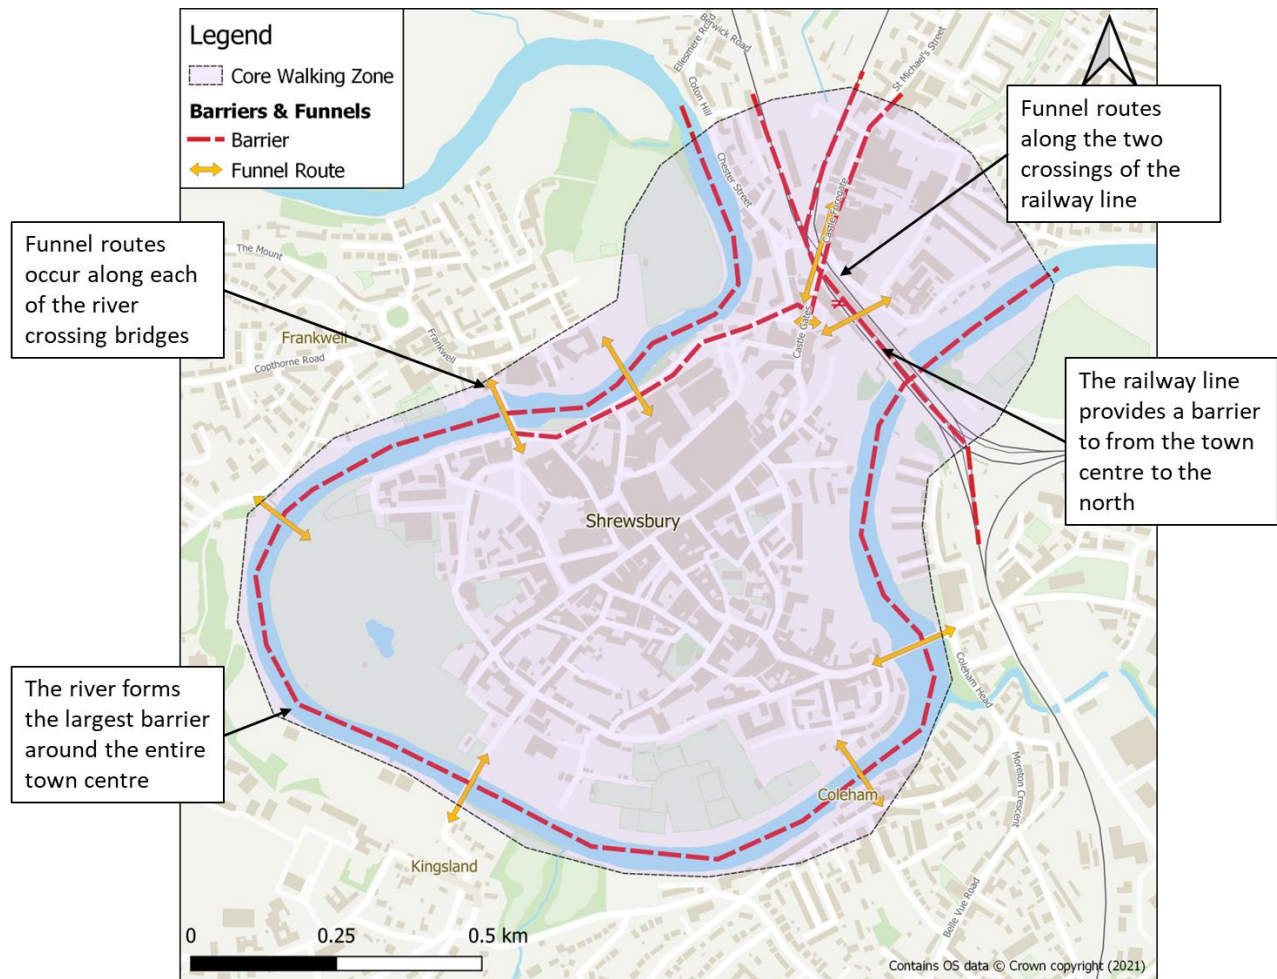 Legend
Core Walking Zone
Barriers & Funnels
Barrier
Funnel Route
Ellesmere Road
Berwick Road
Coton Hill
St Michael's Street
Chester Street
Castle Foregate
Castle Gates
Funnel routes
along the two
crossings of the
railway line
Funnel routes
occur along each
of the river
crossing bridges
The Mount
Frankwell
Frankwell
Copthorne Road
The railway line
provides a barrier
to from the town
centre to the
north
Shrewsbury
The river forms
the largest barrier
around the entire
town centre
Coleham Head
Coleham
Moreton Crescent
Kingsland
Belle Vue Road
0 0.25 0.5 km
Contains OS data © Crown copyright (2021)